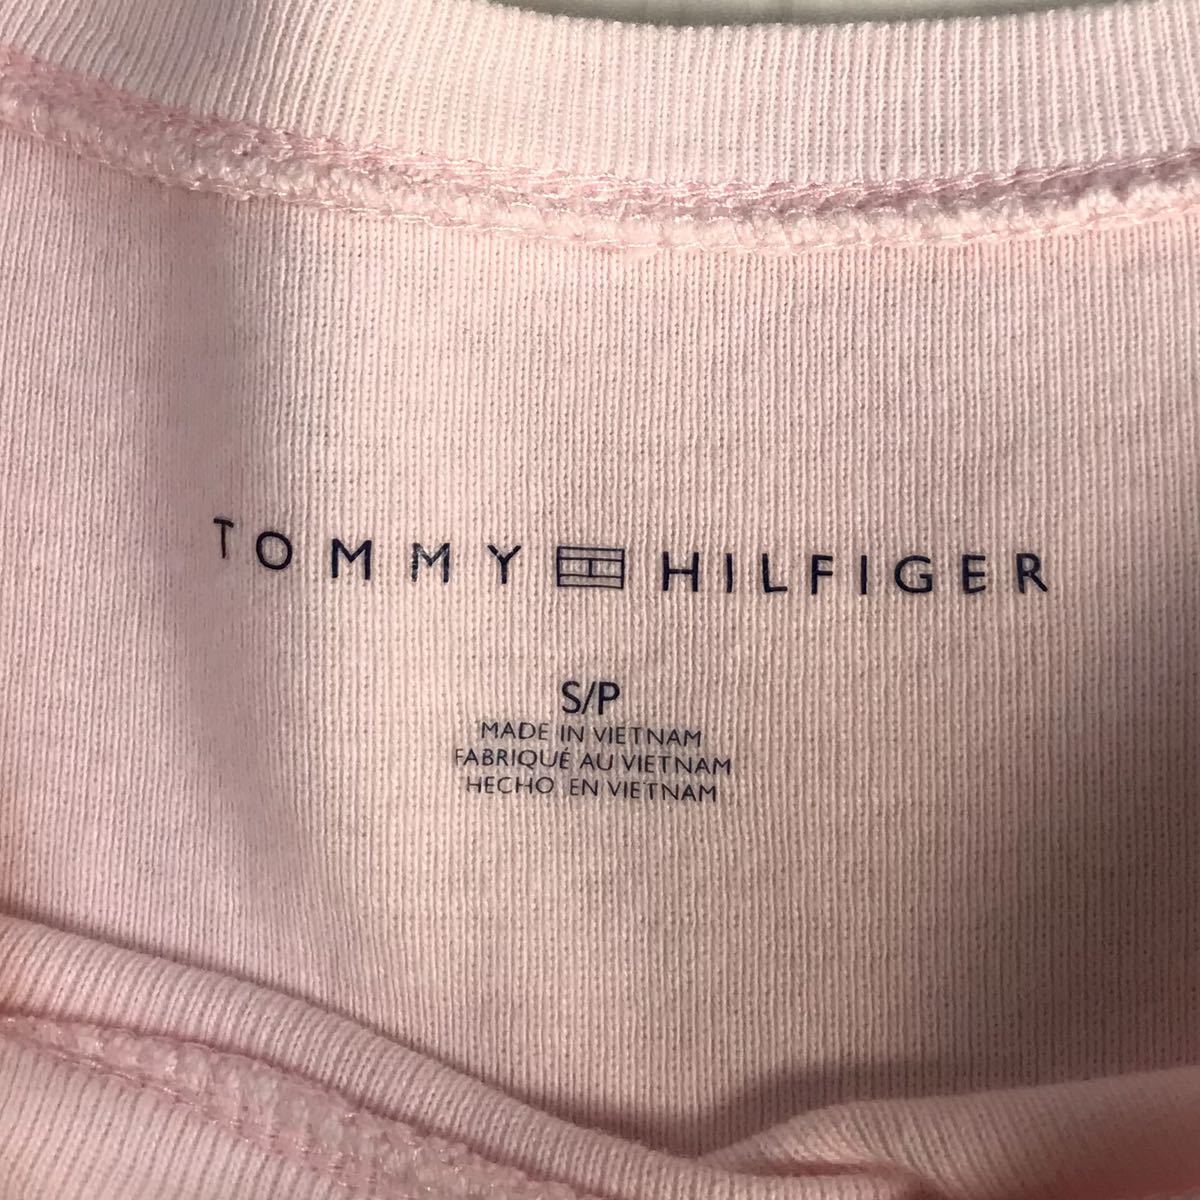 TOMMY HILFIGER
S/P
MADE IN VIETNAM
FABRIQUÉ AU VIETNAM
HECHO EN VIETNAM